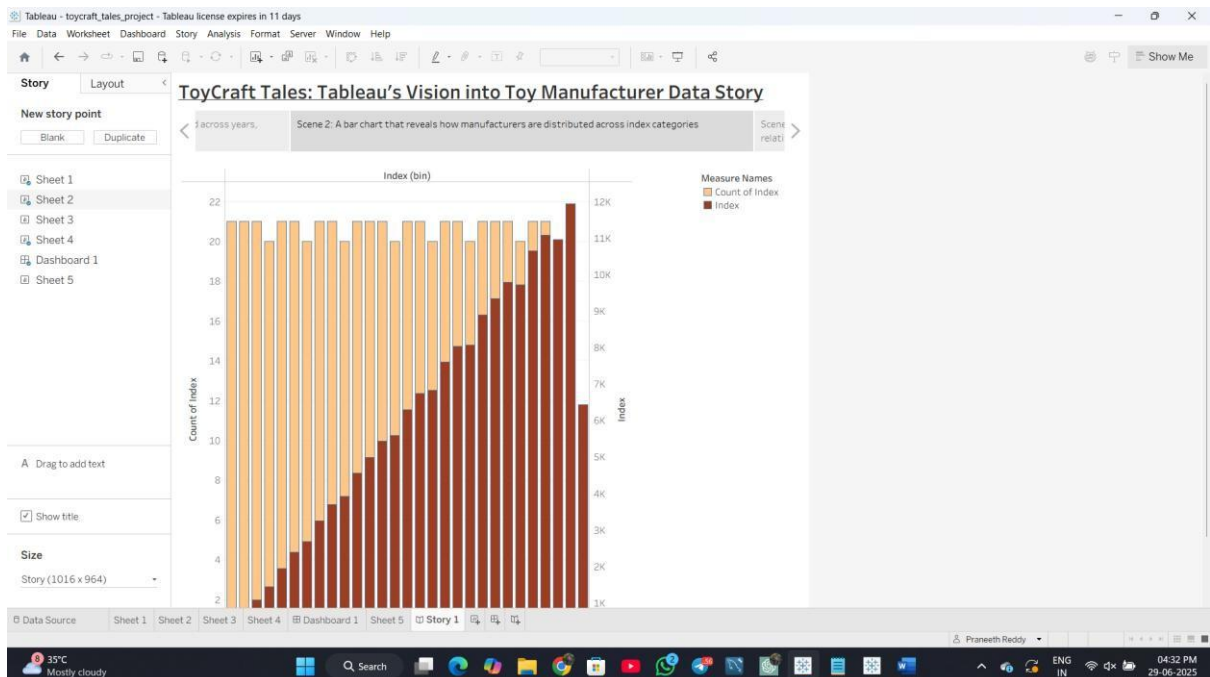 Tableau - toycraft_tales_project - Tableau license expires in 11 days
File Data Worksheet Dashboard Story Analysis Format Server Window Help
Show Me
Story Layout
New story point
Blank Duplicate
Sheet 1
Sheet 2
Sheet 3
Sheet 4
Dashboard 1
Sheet 5
A Drag to add text
Show title
Size
Story (1016 x 964)
ToyCraft Tales: Tableau's Vision into Toy Manufacturer Data Story
across years,
Scene 2: A bar chart that reveals how manufacturers are distributed across index categories
Scene
relati
Index (bin)
Count of Index
22
20
18
16
14
12
10
8
6
4
2
12K
11K
10K
9K
8K
7K
6K
5K
4K
3K
2K
1K
Index
Measure Names
Count of Index
Index
Data Source Sheet 1 Sheet 2 Sheet 3 Sheet 4 Dashboard 1 Sheet 5 Story 1
Praneeth Reddy
8
35°C
Mostly cloudy
Search
2
ENG
IN
04:32 PM
29-06-2025